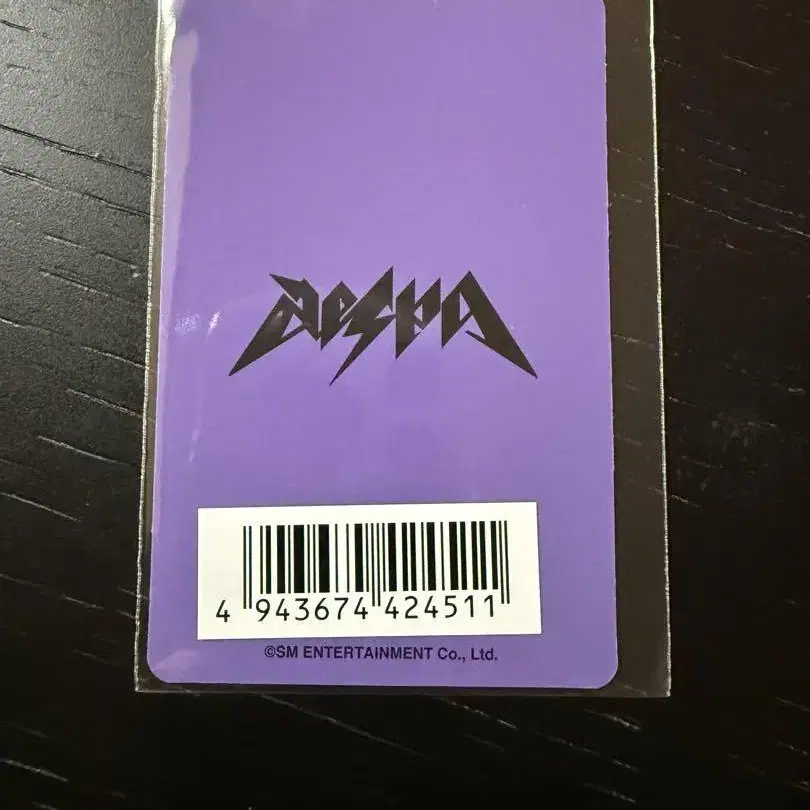 aespa
4 943674 424511
©SM ENTERTAINMENT Co., Ltd.